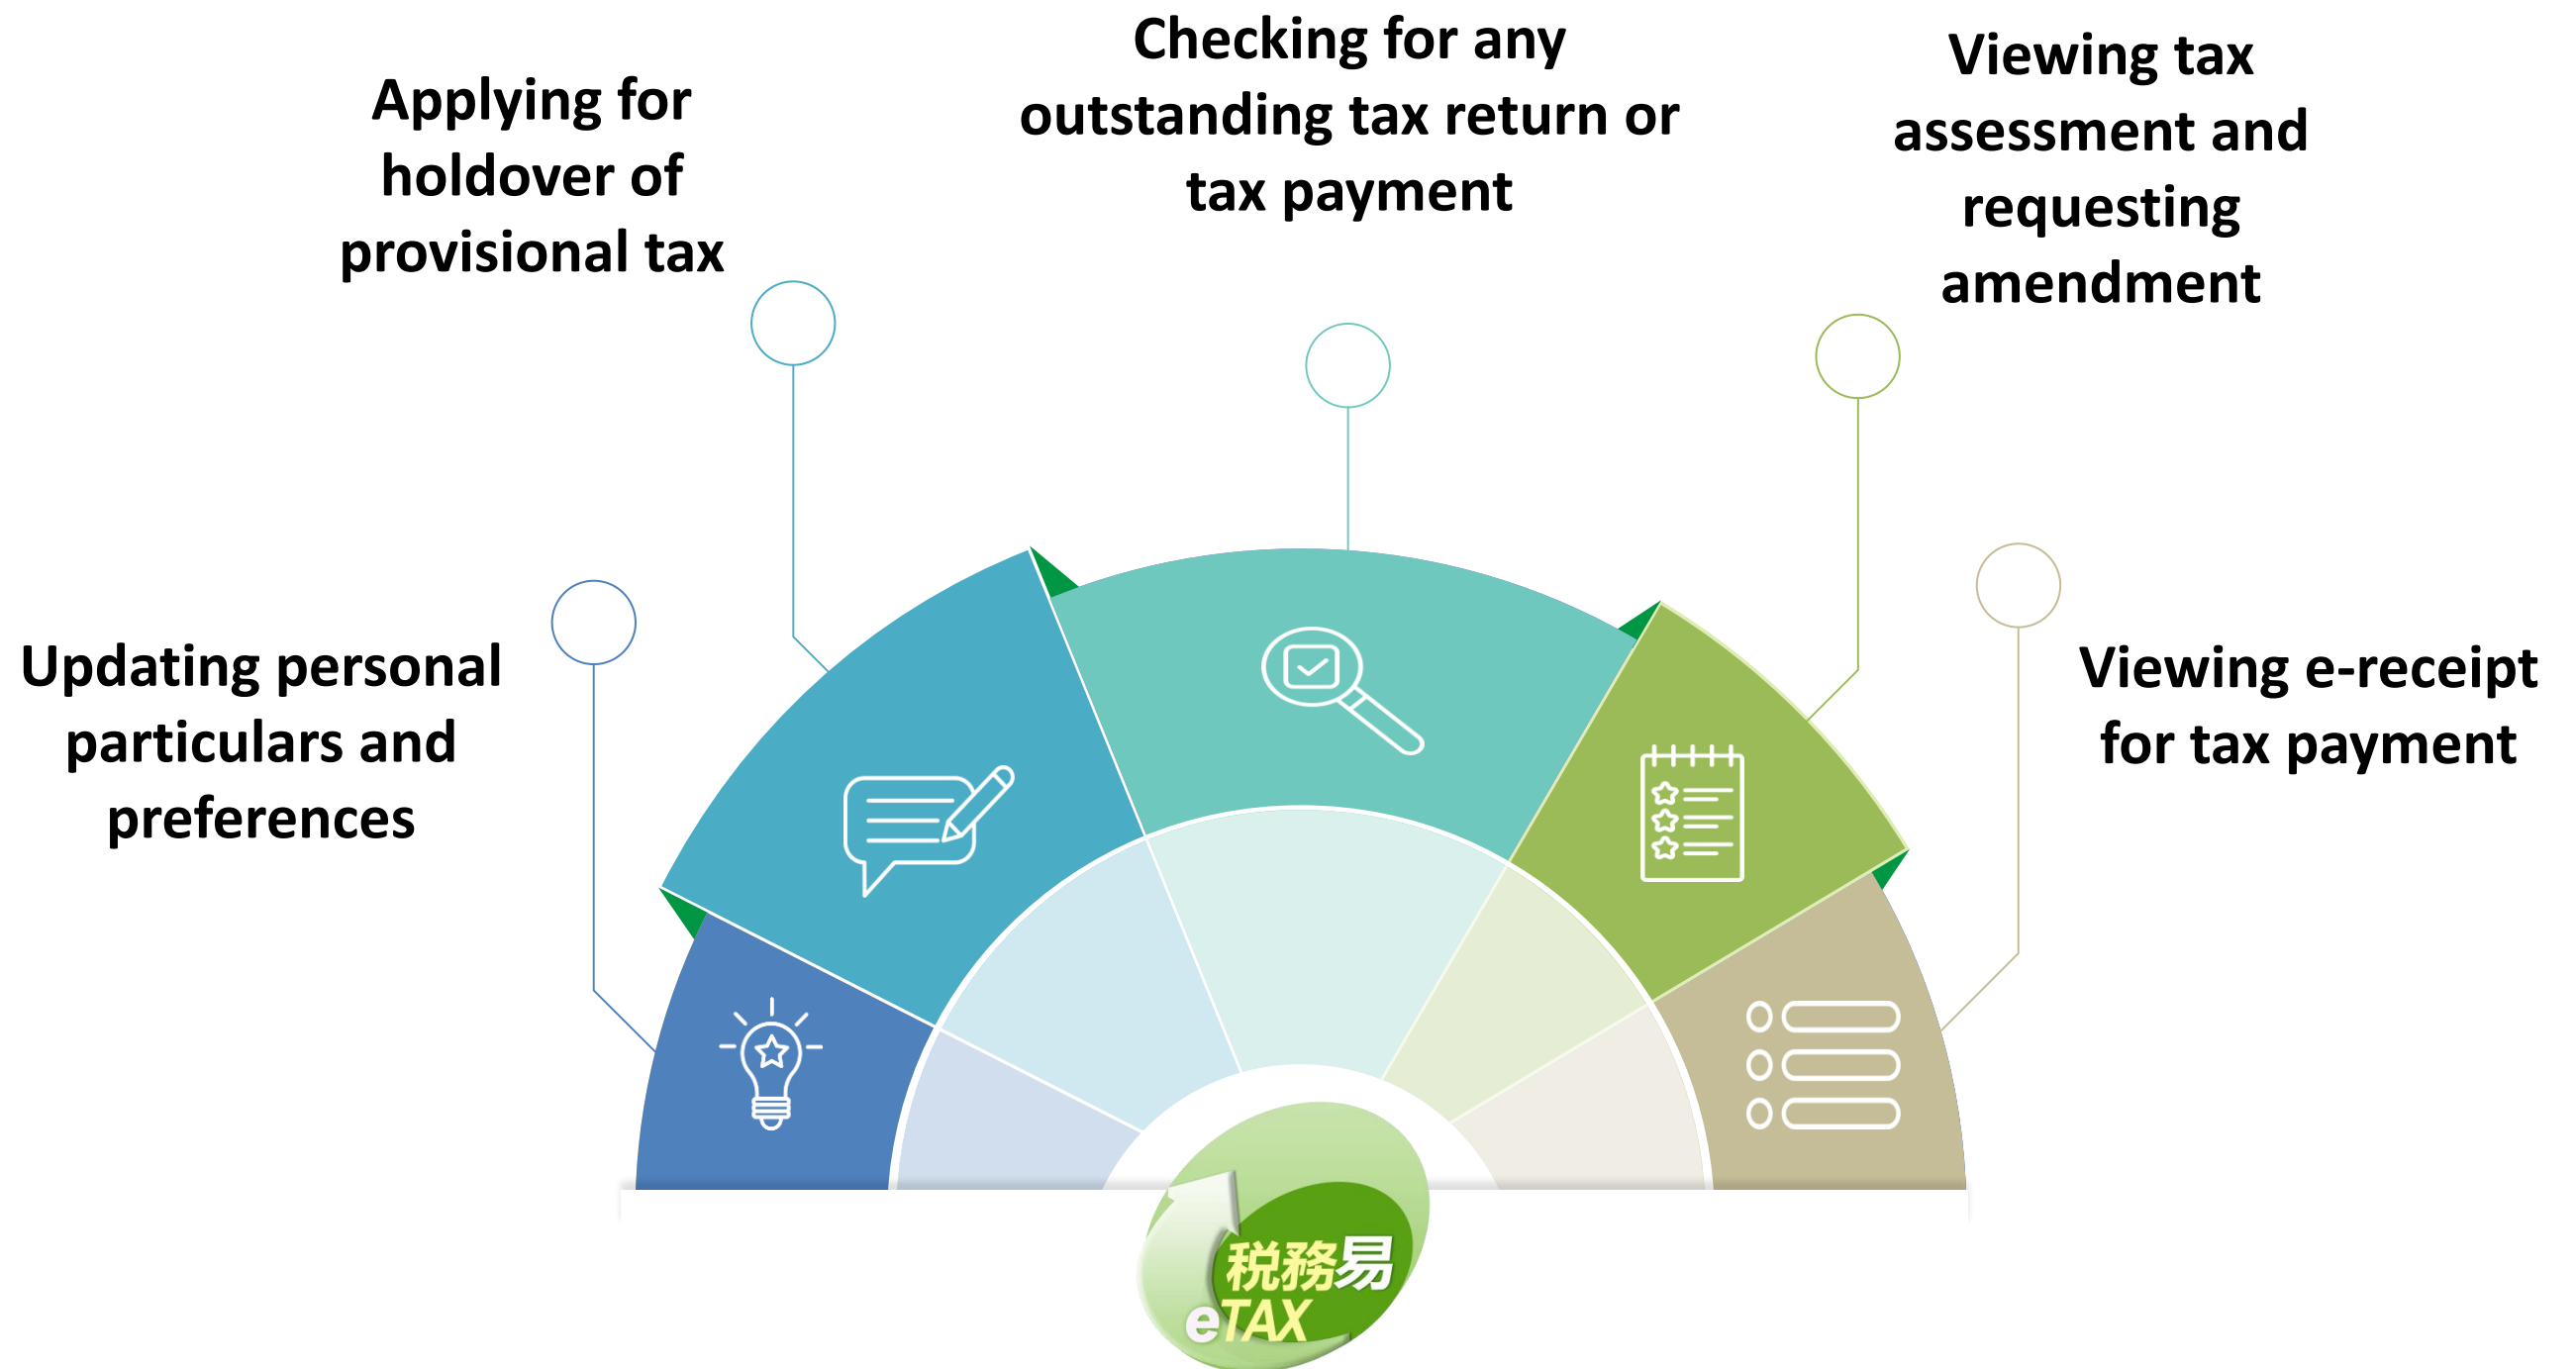 Checking for any
outstanding tax return or
tax payment
Applying for
holdover of
provisional tax
Viewing tax
assessment and
requesting
amendment
Updating personal
particulars and
preferences
Viewing e-receipt
for tax payment
税務易
eTAX